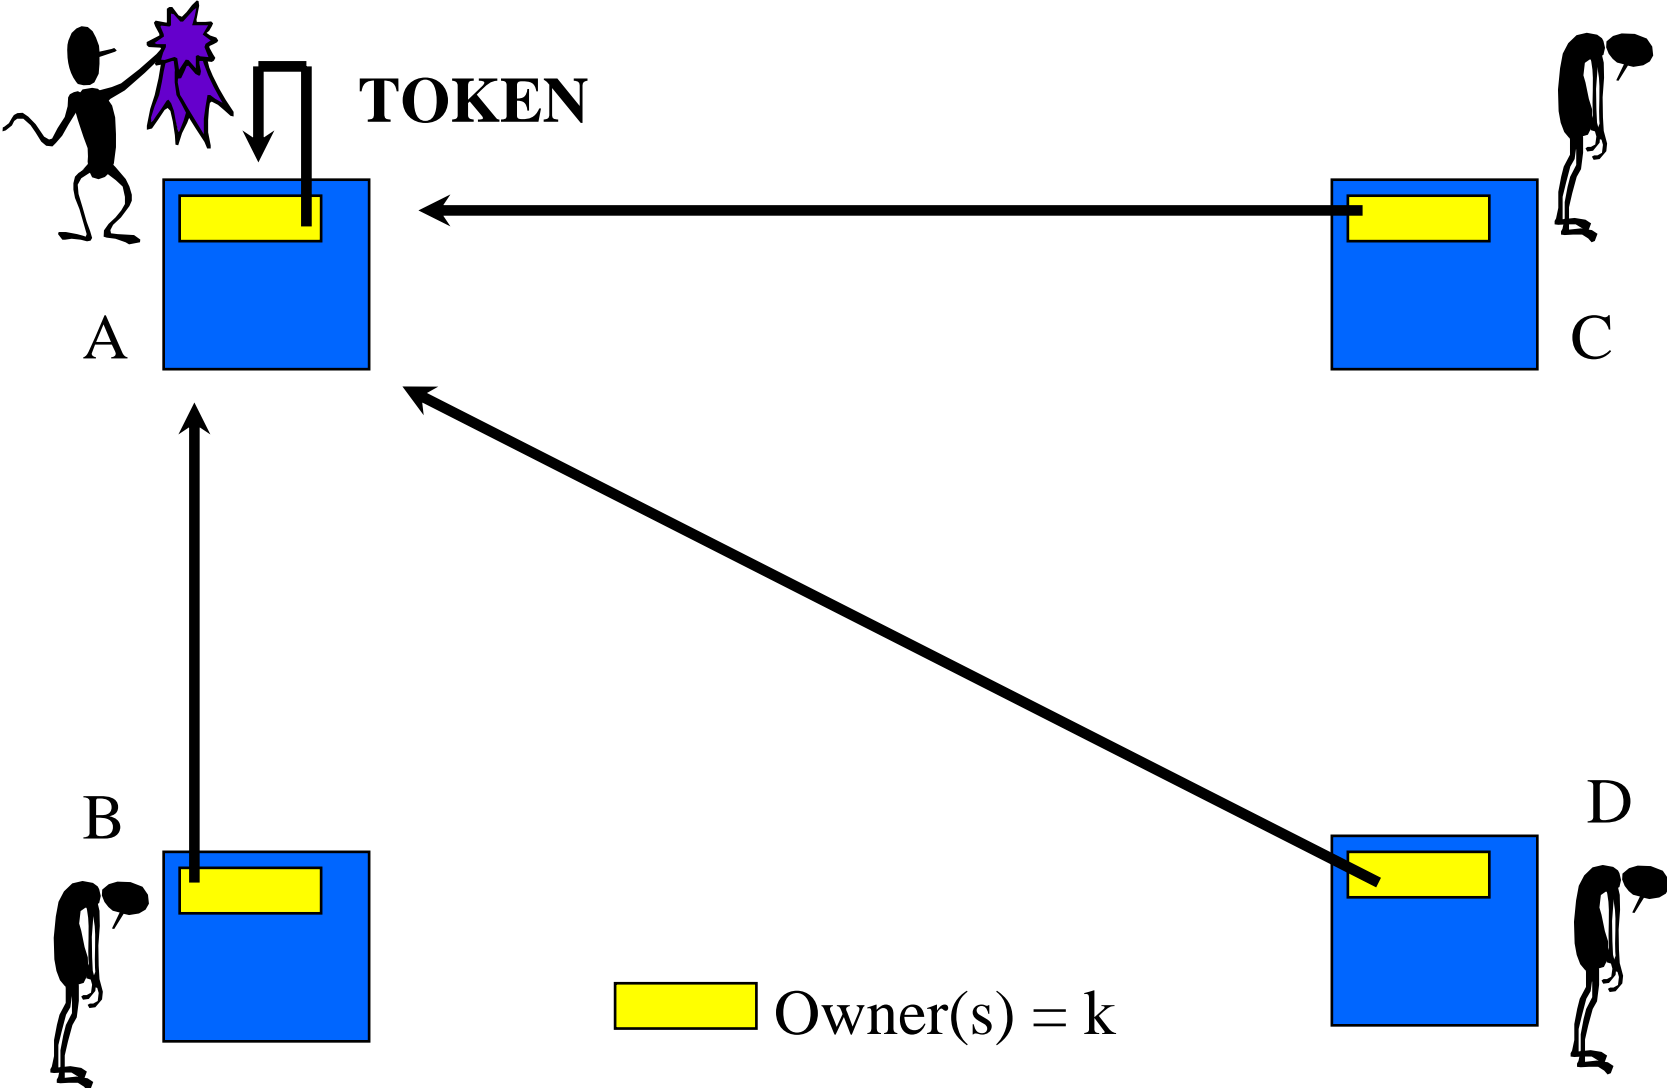 TOKEN
A
C
B
D
Owner(s) = k